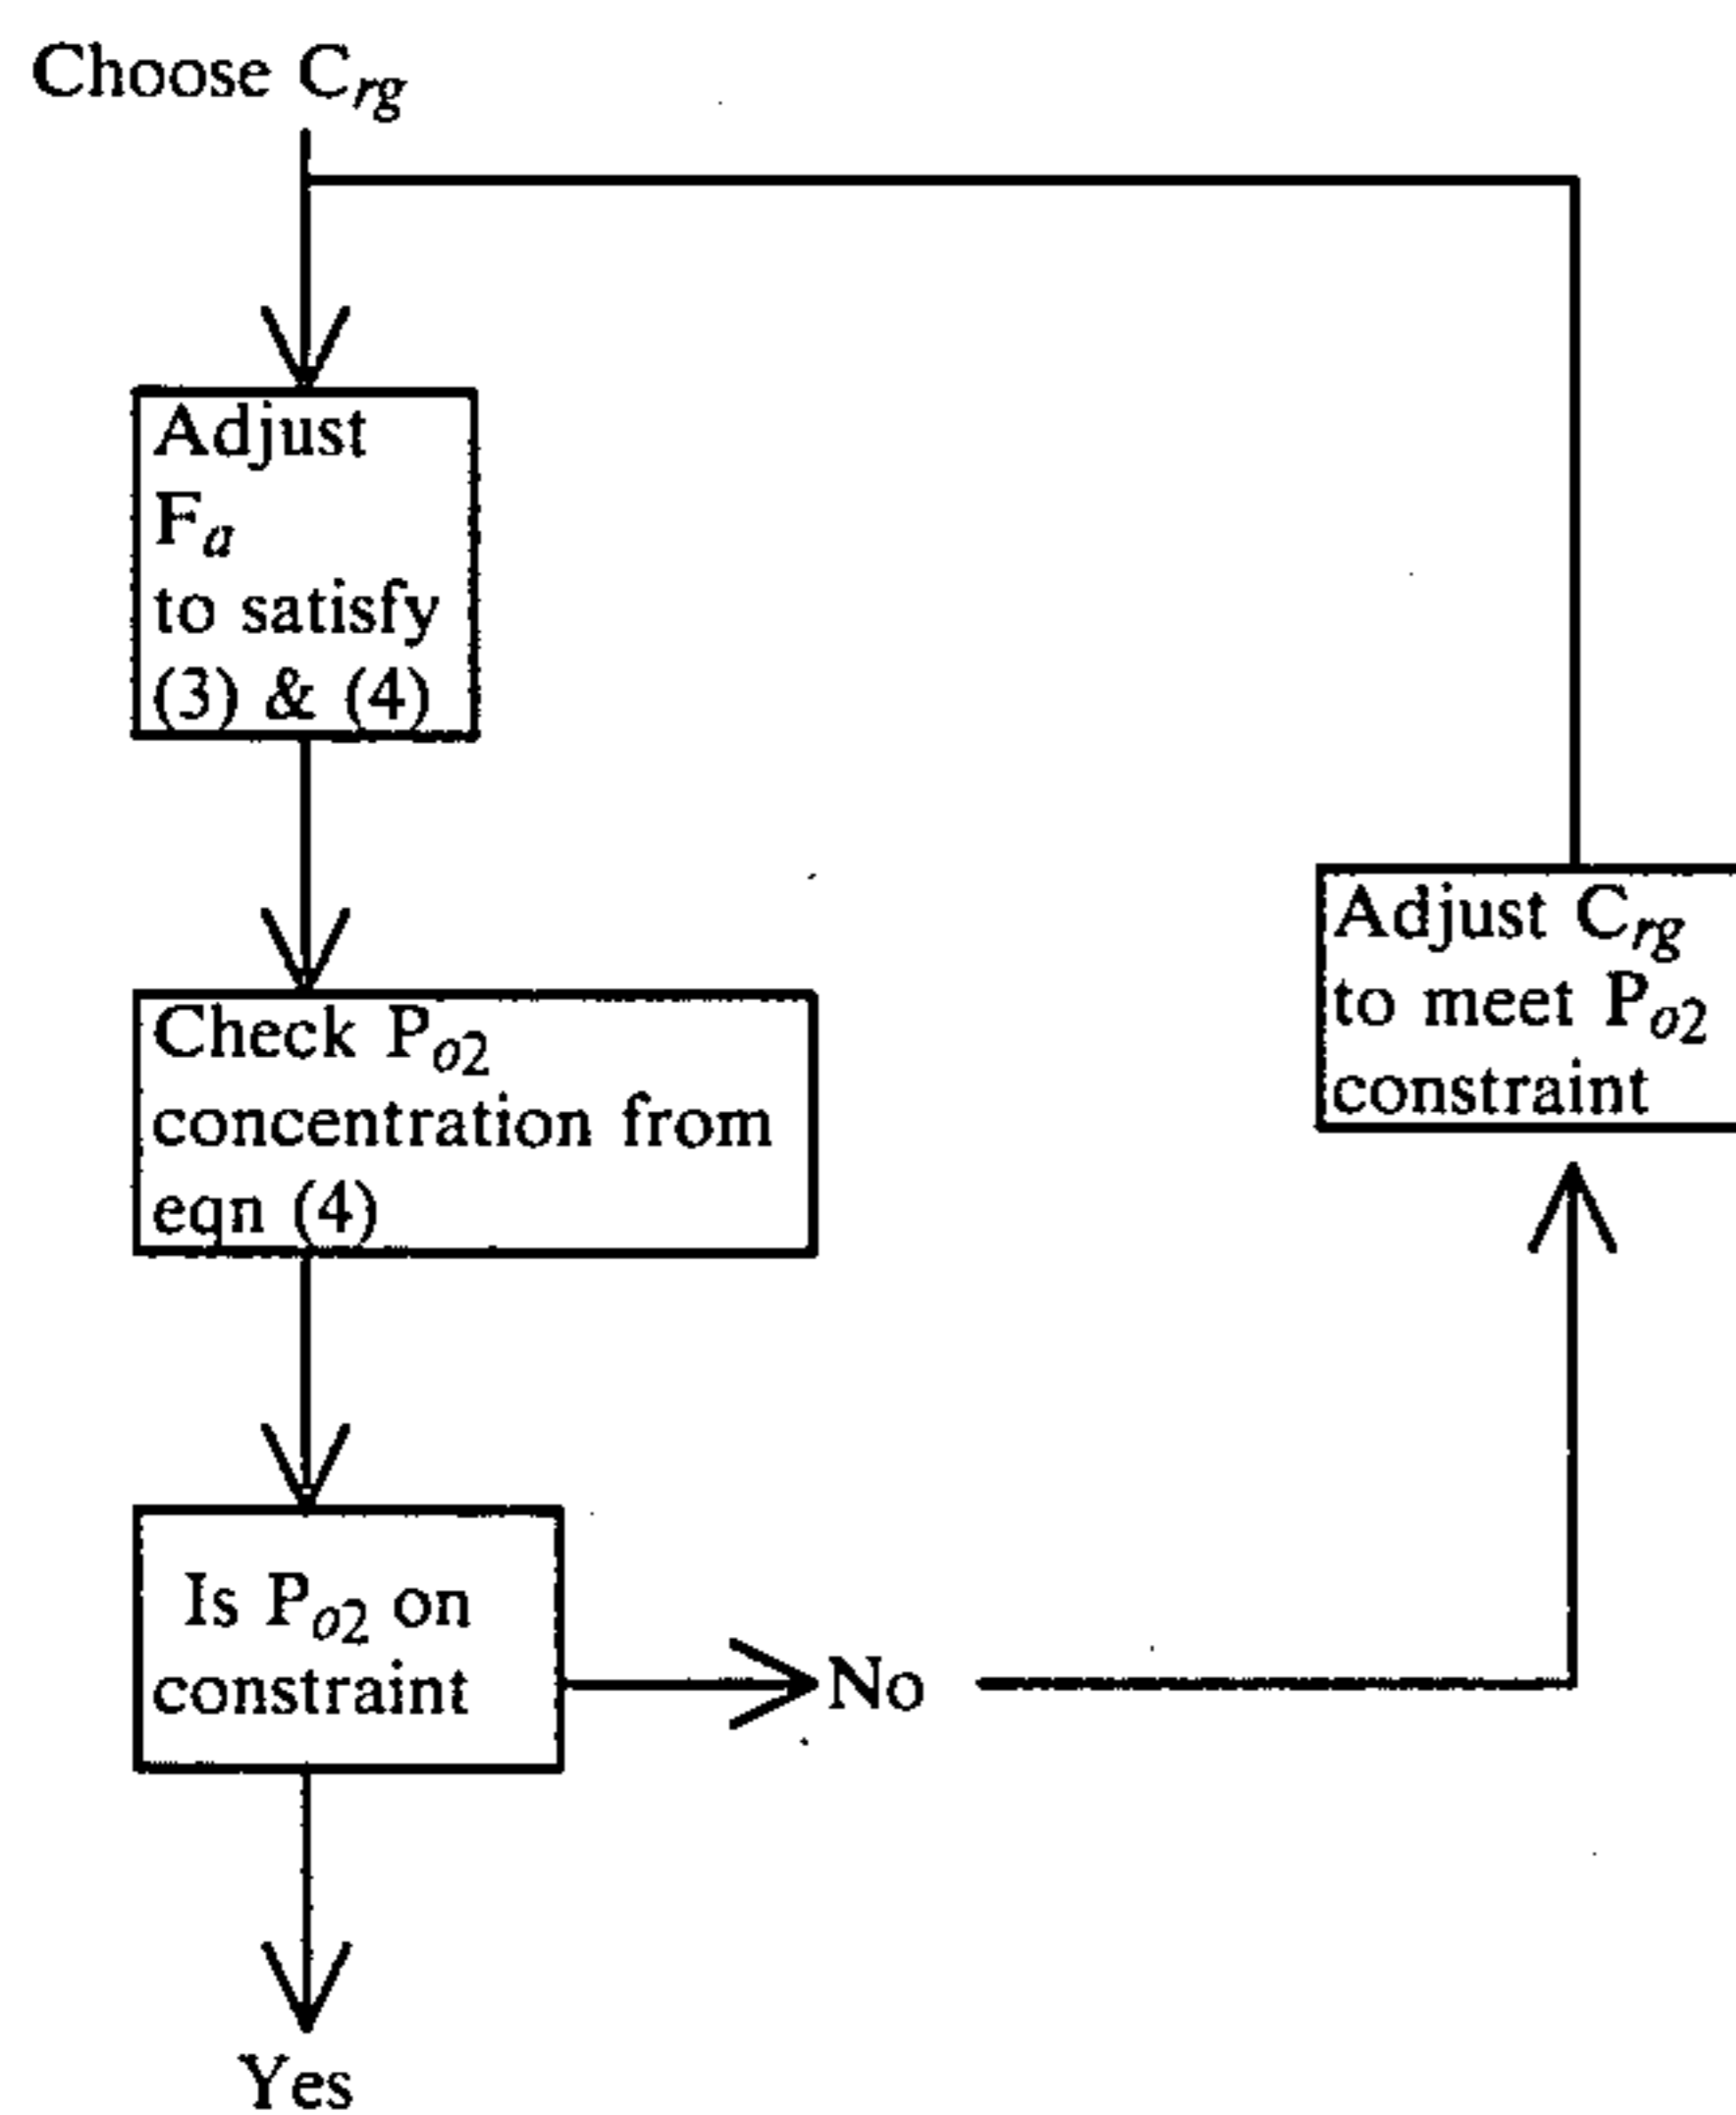 Choose C_rg
Adjust
F_a
to satisfy
(3) & (4)
Check P_o2
concentration from
eqn (4)
Is P_o2 on
constraint
No
Yes
Adjust C_rg
to meet P_o2
constraint